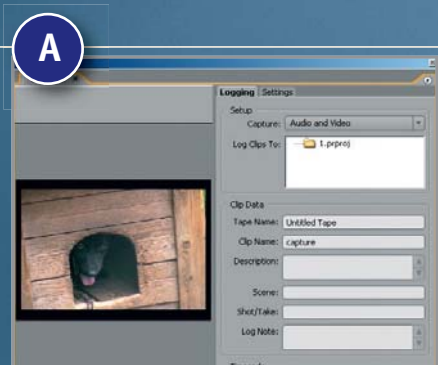 A
Logging Settings
Setup
Capture: Audio and Video
Log Clips To: 1.prproj
Clip Data
Tape Name: Untitled Tape
Clip Name: capture
Description:
Scene:
Shot/Take:
Log Note: